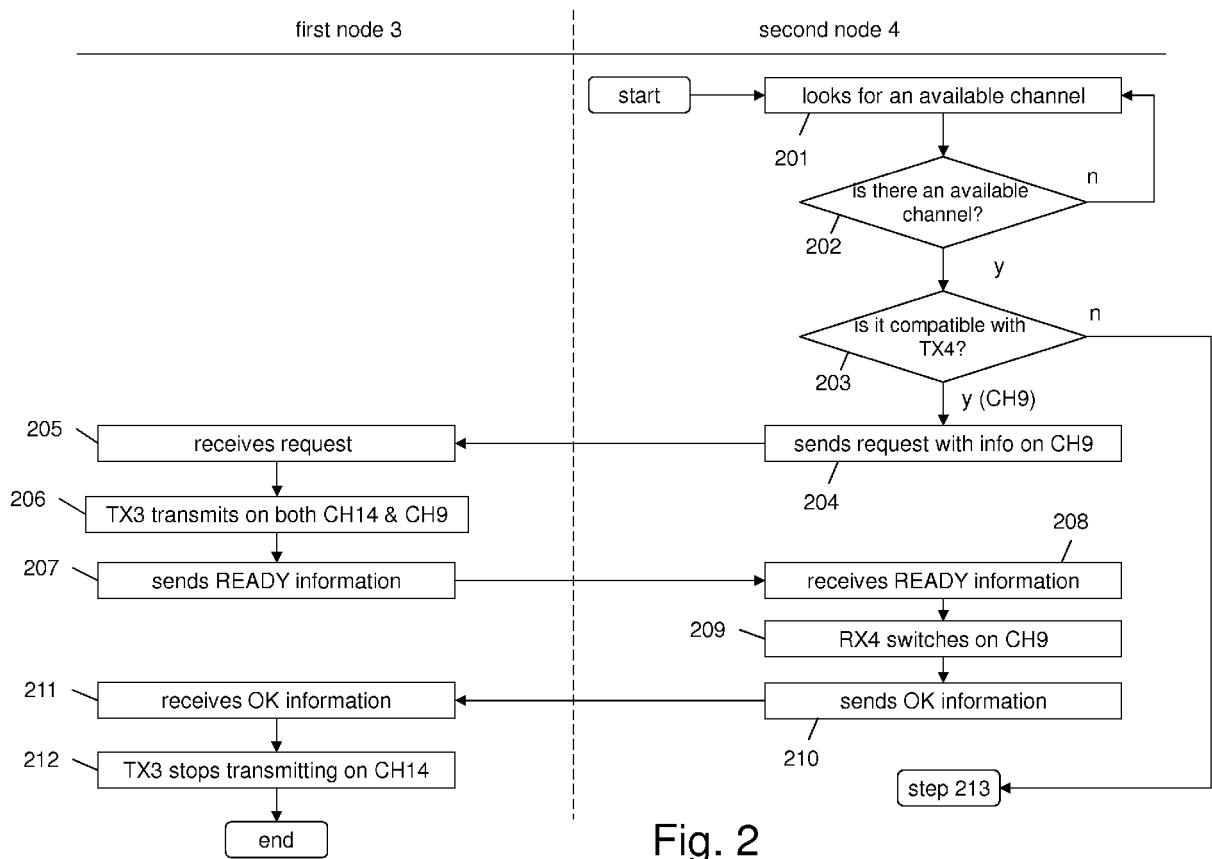 first node 3
second node 4
start
looks for an available channel
201
is there an available
channel?
n
202
y
is it compatible with
TX4?
n
203
y (CH9)
205
receives request
sends request with info on CH9
204
206
TX3 transmits on both CH14 & CH9
208
207
sends READY information
receives READY information
209
RX4 switches on CH9
211
receives OK information
sends OK information
210
212
TX3 stops transmitting on CH14
step 213
end
Fig. 2